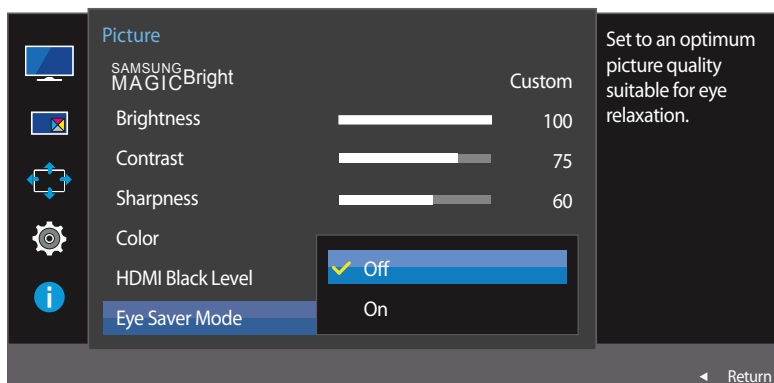 Picture
SAMSUNG
MAGICBright Custom
Brightness 100
Contrast 75
Sharpness 60
Color
HDMI Black Level
Eye Saver Mode
Off
On
Set to an optimum
picture quality
suitable for eye
relaxation.
Return